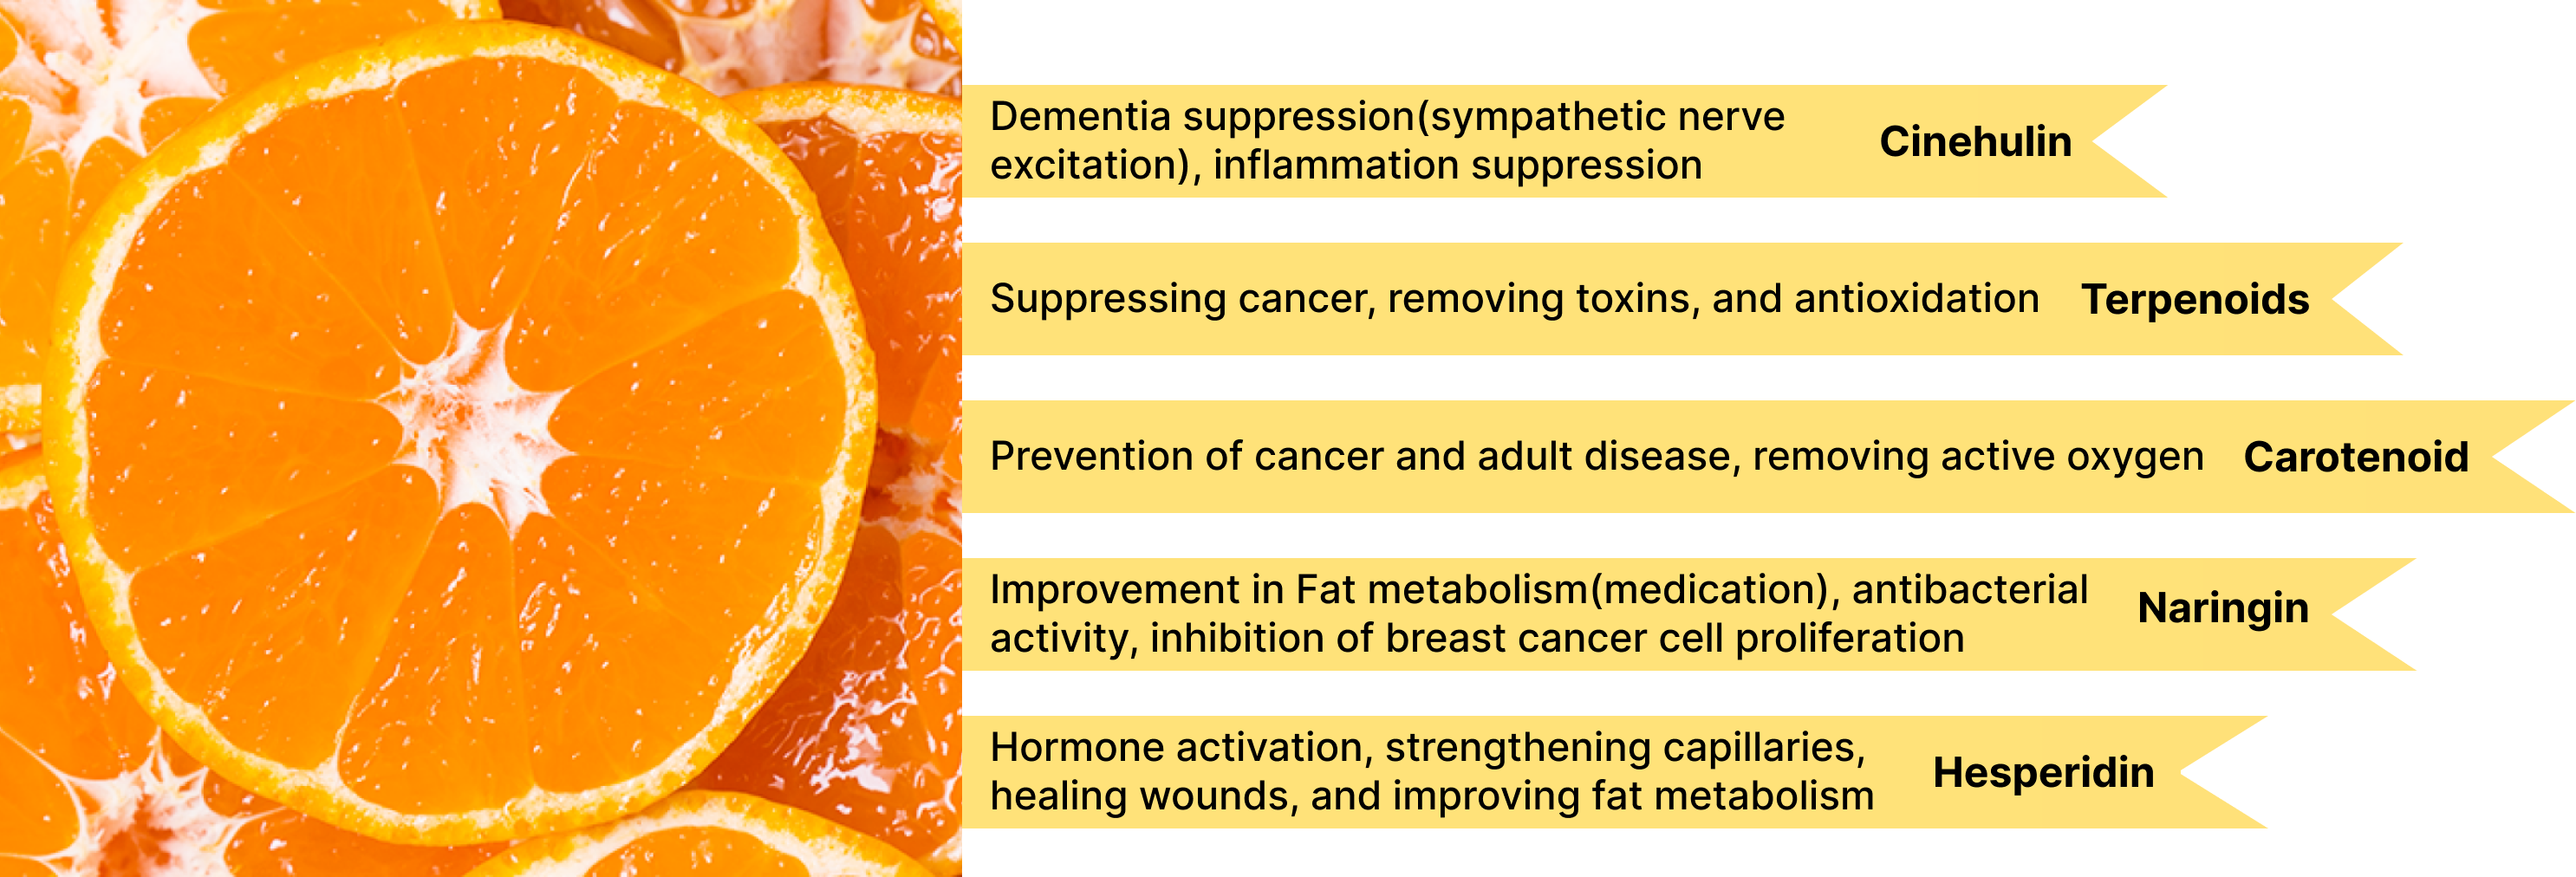 Dementia suppression(sympathetic nerve
excitation), inflammation suppression
Cinehulin
Suppressing cancer, removing toxins, and antioxidation
Terpenoids
Prevention of cancer and adult disease, removing active oxygen
Carotenoid
Improvement in Fat metabolism(medication), antibacterial
activity, inhibition of breast cancer cell proliferation
Naringin
Hormone activation, strengthening capillaries,
healing wounds, and improving fat metabolism
Hesperidin